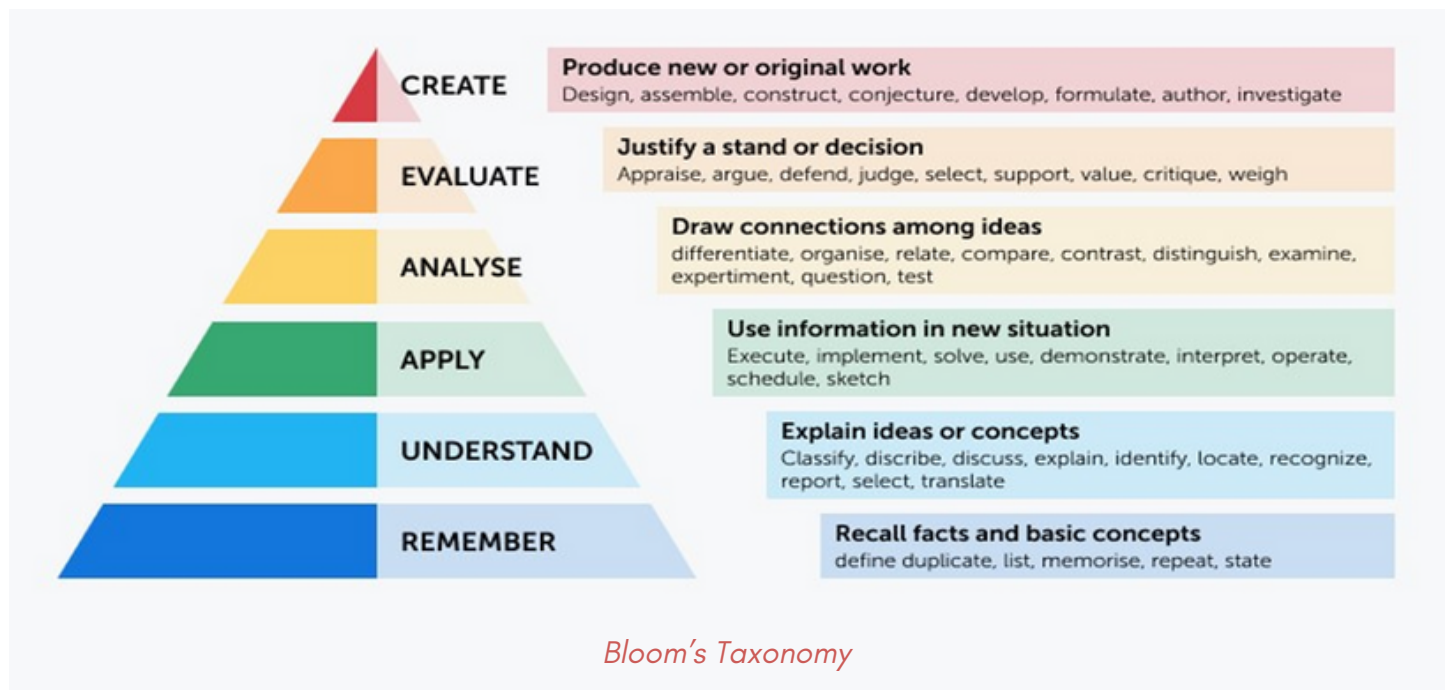 CREATE
Produce new or original work
Design, assemble, construct, conjecture, develop, formulate, author, investigate
EVALUATE
Justify a stand or decision
Appraise, argue, defend, judge, select, support, value, critique, weigh
ANALYSE
Draw connections among ideas
differentiate, organise, relate, compare, contrast, distinguish, examine,
expertiment, question, test
APPLY
Use information in new situation
Execute, implement, solve, use, demonstrate, interpret, operate,
schedule, sketch
UNDERSTAND
Explain ideas or concepts
Classify, discribe, discuss, explain, identify, locate, recognize,
report, select, translate
REMEMBER
Recall facts and basic concepts
define duplicate, list, memorise, repeat, state
Bloom's Taxonomy